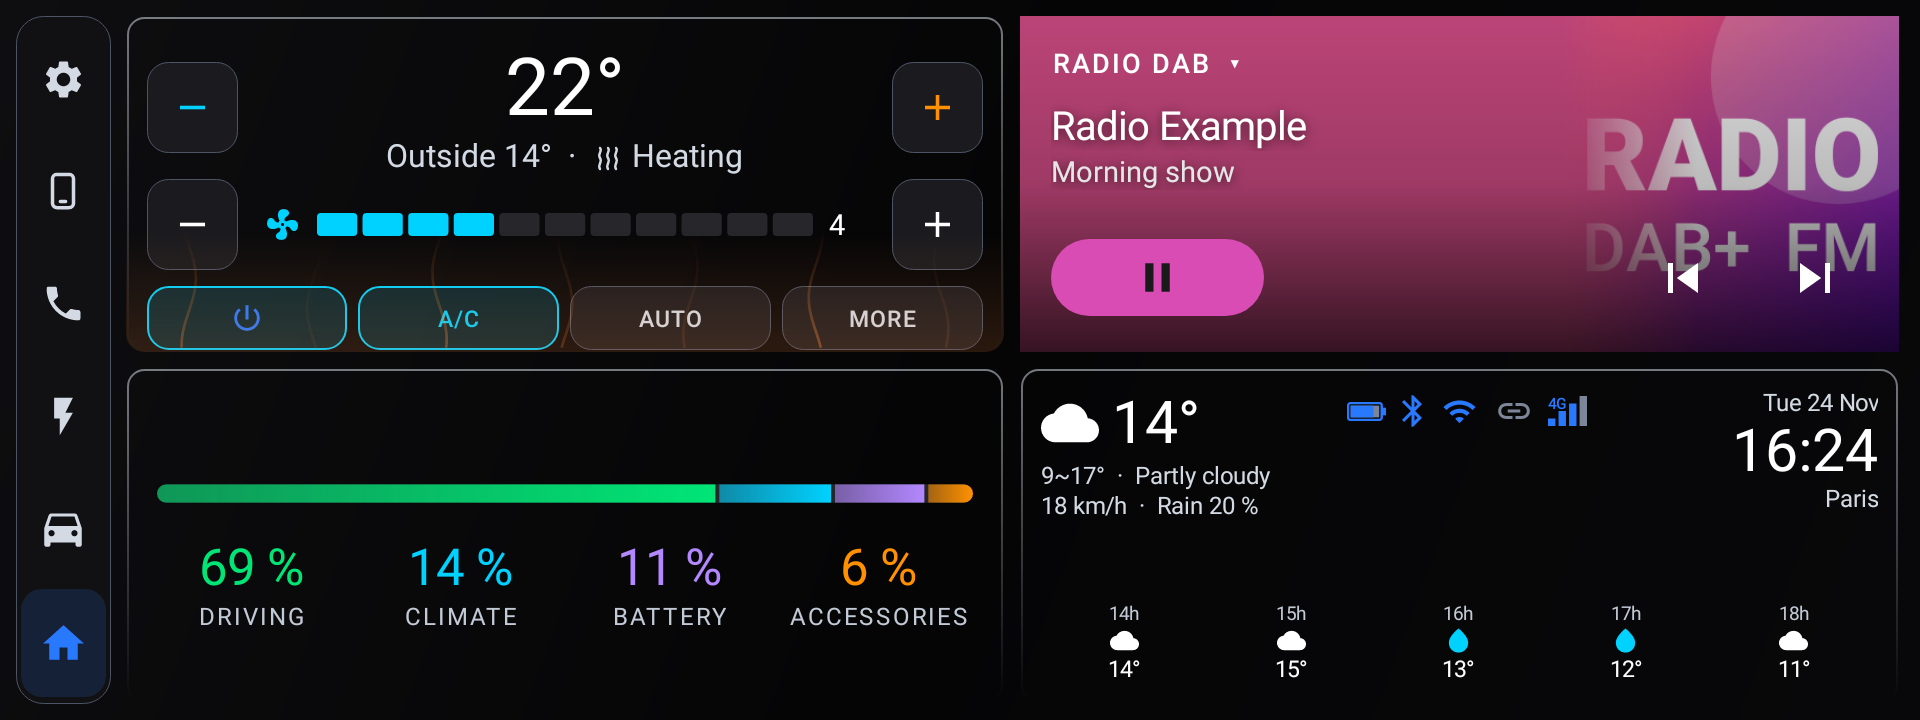 22°
Outside 14° · Heating
4
A/C AUTO MORE
RADIO DAB ▾
Radio Example
Morning show
RADIO
DAB+ FM
69 % 14 % 11 % 6 %
DRIVING CLIMATE BATTERY ACCESSORIES
14°
9~17° · Partly cloudy
18 km/h · Rain 20 %
4G
Tue 24 Nov
16:24
Paris
14h 15h 16h 17h 18h
14° 15° 13° 12° 11°